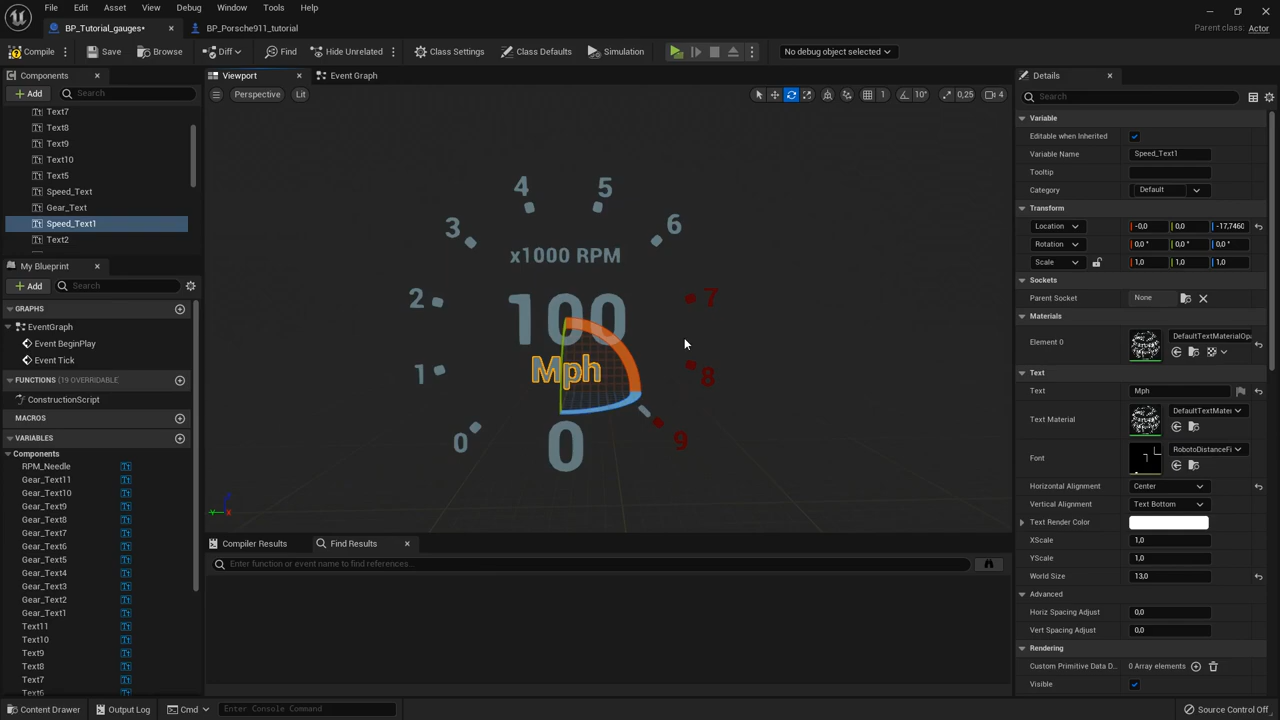 File Edit Asset View Debug Window Tools Help
BP_Tutorial_gauges*
BP_Porsche911_tutorial
Parent class: Actor
Compile
Save
Browse
Diff
Find
Hide Unrelated
Class Settings
Class Defaults
Simulation
No debug object selected
Components
Add
Search
Text7
Text8
Text9
Text10
Text5
Speed_Text
Gear_Text
Speed_Text1
Text2
My Blueprint
Add
Search
GRAPHS
EventGraph
Event BeginPlay
Event Tick
FUNCTIONS (19 OVERRIDABLE
ConstructionScript
MACROS
VARIABLES
Components
RPM_Needle
Gear_Text11
Gear_Text10
Gear_Text9
Gear_Text8
Gear_Text7
Gear_Text6
Gear_Text5
Gear_Text4
Gear_Text3
Gear_Text2
Gear_Text1
Text11
Text10
Text9
Text8
Text7
Text6
Viewport
Event Graph
Perspective
Lit
1
10°
0,25
4
4
5
3
6
x1000 RPM
2
7
100
1
Mph
8
0
0
9
Compiler Results
Find Results
Enter function or event name to find references...
Details
Search
Variable
Editable when Inherited
Variable Name Speed_Text1
Tooltip
Category Default
Transform
Location -0,0 0,0 -17,7460
Rotation 0,0 ° 0,0 ° 0,0 °
Scale 1,0 1,0 1,0
Sockets
Parent Socket None
Materials
Element 0 DefaultTextMaterialOpa
Text
Text Mph
Text Material DefaultTextMater
Font RobotoDistanceFi
Horizontal Alignment Center
Vertical Alignment Text Bottom
Text Render Color
XScale 1,0
YScale 1,0
World Size 13,0
Advanced
Horiz Spacing Adjust 0,0
Vert Spacing Adjust 0,0
Rendering
Custom Primitive Data D... 0 Array elements
Visible
Content Drawer
Output Log
Cmd
Enter Console Command
Source Control Off